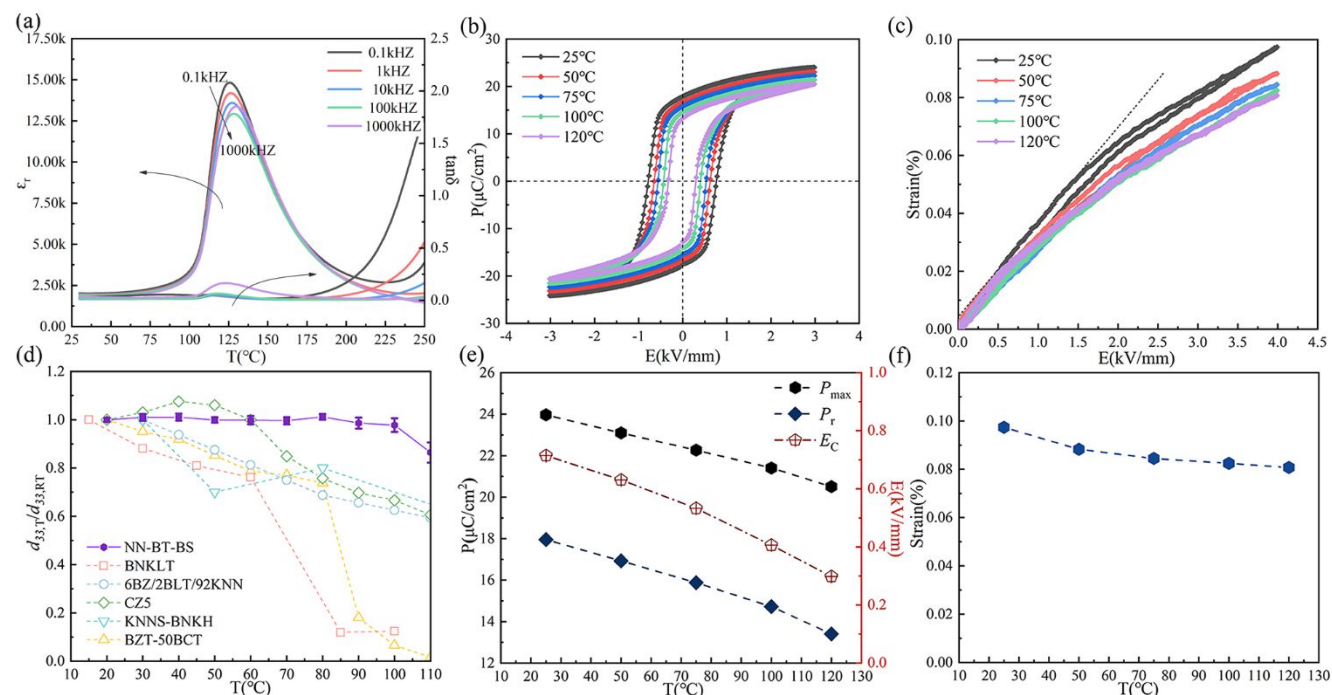 (a)
17.50k
15.00k
12.50k
10.00k
7.50k
5.00k
2.50k
0.00
εr
2.5
2.0
1.5
1.0
0.5
0.0
tanδ
0.1kHZ
1kHZ
10kHZ
100kHZ
1000kHZ
0.1kHZ
1000kHZ
25 50 75 100 125 150 175 200 225 250
T(℃)
(b)
30
20
10
0
-10
-20
-30
P(μC/cm²)
25℃
50℃
75℃
100℃
120℃
-4 -3 -2 -1 0 1 2 3 4
E(kV/mm)
(c)
0.10
0.08
0.06
0.04
0.02
0.00
Strain(%)
25℃
50℃
75℃
100℃
120℃
0.0 0.5 1.0 1.5 2.0 2.5 3.0 3.5 4.0 4.5
E(kV/mm)
(d)
1.2
1.0
0.8
0.6
0.4
0.2
0.0
d33,T/d33,RT
NN-BT-BS
BNKLT
6BZ/2BLT/92KNN
CZ5
KNNS-BNKH
BZT-50BCT
10 20 30 40 50 60 70 80 90 100 110
T(℃)
(e)
26
24
22
20
18
16
14
12
P(μC/cm²)
Pmax
Pr
EC
1.0
0.8
0.6
0.4
0.3
0.2
0.1
0.0
E(kV/mm)
10 20 30 40 50 60 70 80 90 100 110 120 130
T(℃)
(f)
0.12
0.10
0.08
0.06
0.04
0.02
0.00
Strain(%)
10 20 30 40 50 60 70 80 90 100 110 120 130
T(℃)